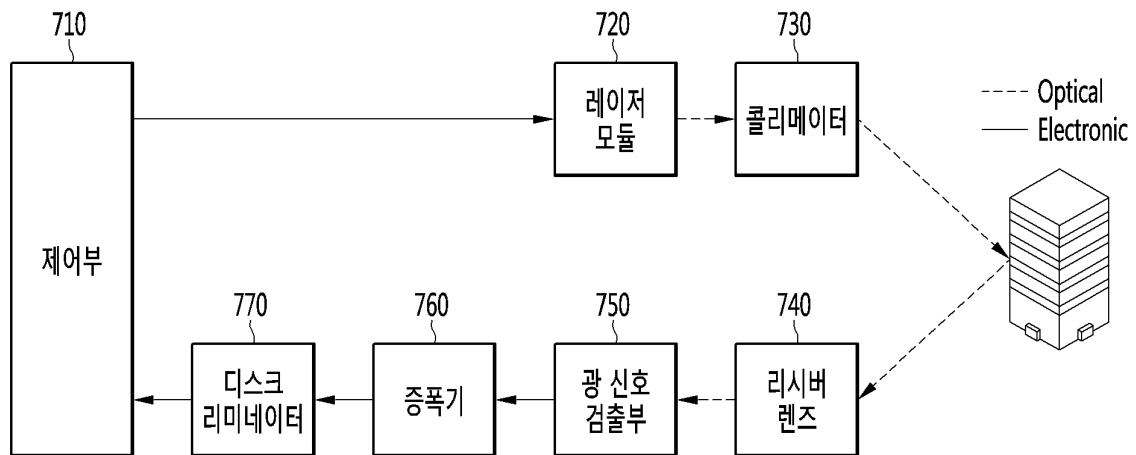 710
720
730
레이저
모듈
콜리메이터
Optical
Electronic
제어부
770
760
750
740
디스크
리미네이터
증폭기
광 신호
검출부
리시버
렌즈